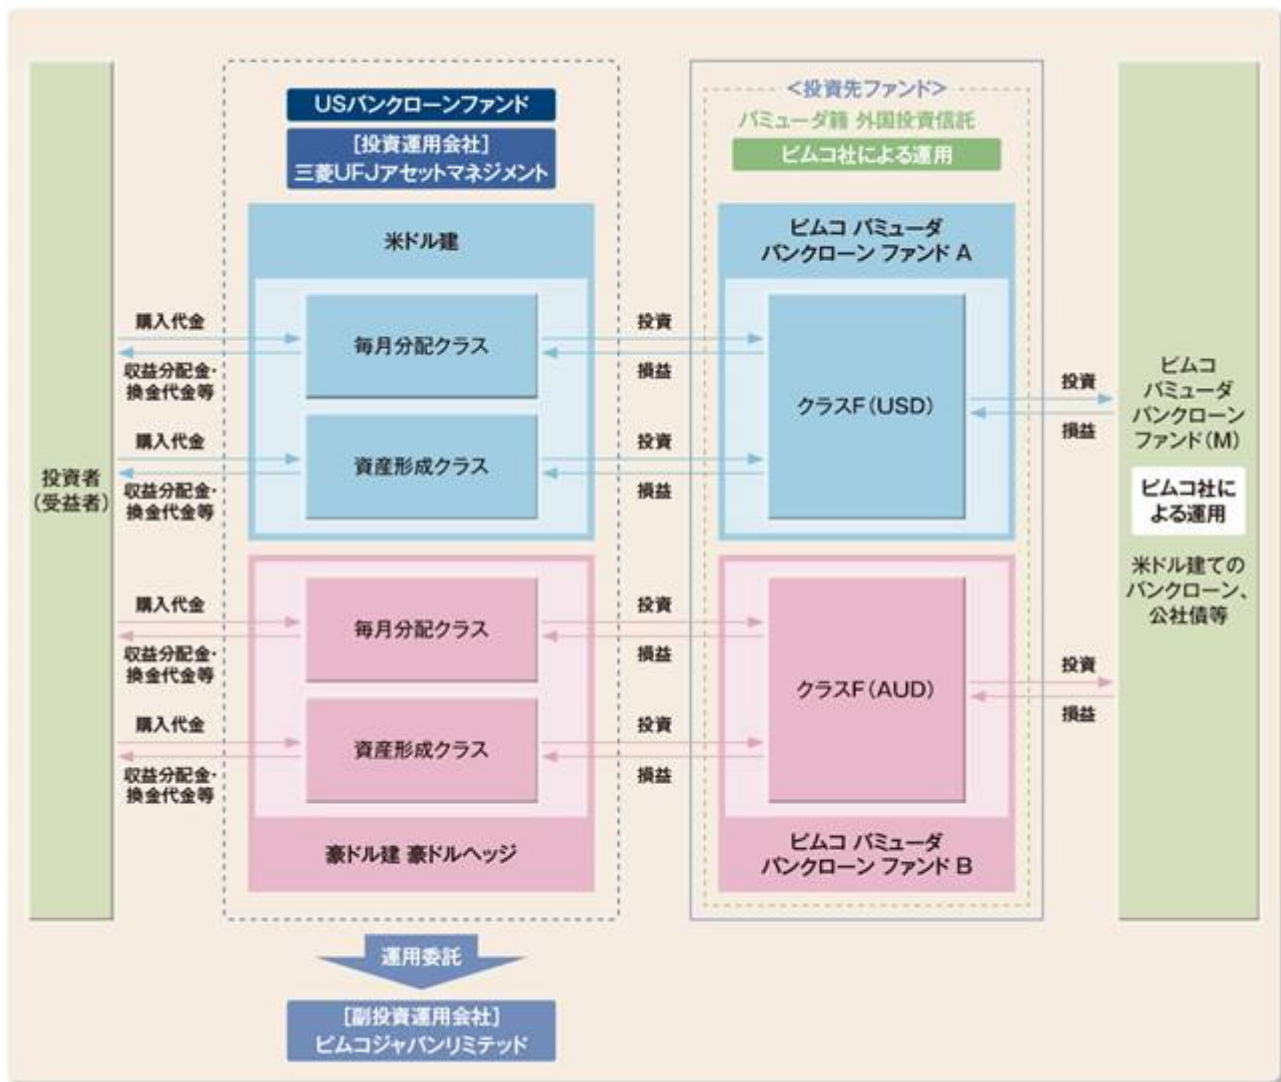 投資者
(受益者)
購入代金
収益分配金・
換金代金等
購入代金
収益分配金・
換金代金等
購入代金
収益分配金・
換金代金等
購入代金
収益分配金・
換金代金等
USバンクローンファンド
[投資運用会社]
三菱UFJアセットマネジメント
米ドル建
毎月分配クラス
資産形成クラス
毎月分配クラス
資産形成クラス
豪ドル建 豪ドルヘッジ
運用委託
[副投資運用会社]
ピムコジャパンリミテッド
投資
損益
投資
損益
投資
損益
投資
損益
<投資先ファンド>
バミューダ籍 外国投資信託
ピムコ社による運用
ピムコ バミューダ
バンクローン ファンド A
クラスF(USD)
クラスF(AUD)
ピムコ バミューダ
バンクローン ファンド B
投資
損益
投資
損益
ピムコ
バミューダ
バンクローン
ファンド(M)
ピムコ社に
よる運用
米ドル建ての
バンクローン、
公社債等